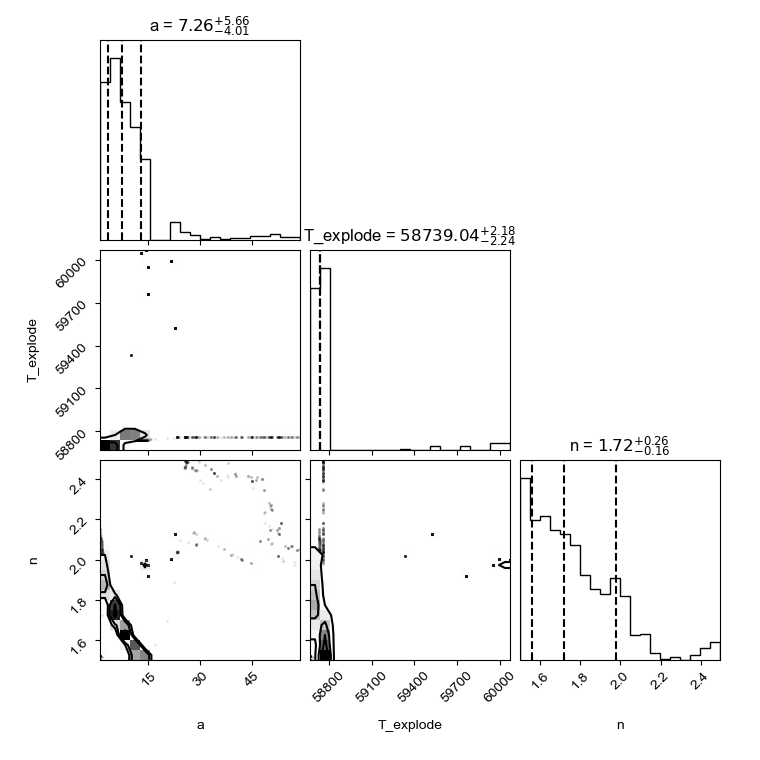 a = 7.26+5.66 −4.01
T_explode = 58739.04+2.18 −2.24
n = 1.72+0.26 −0.16
T_explode
60000
59700
59400
59100
58800
n
2.4
2.2
2.0
1.8
1.6
15 30 45
58800 59100 59400 59700 60000
1.6 1.8 2.0 2.2 2.4
a
T_explode
n